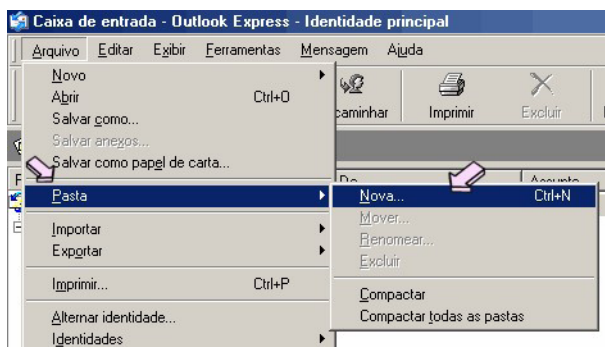 Caixa de entrada - Outlook Express - Identidade principal
Arquivo Editar Exibir Ferramentas Mensagem Ajuda
Novo
Abrir Ctrl+O
Salvar como...
Salvar anexos...
Salvar como papel de carta...
Pasta
Importar
Exportar
Imprimir... Ctrl+P
Alternar identidade...
Identidades
caminhar Imprimir Excluir
De Assunto
Nova... Ctrl+N
Mover...
Renomear...
Excluir
Compactar
Compactar todas as pastas